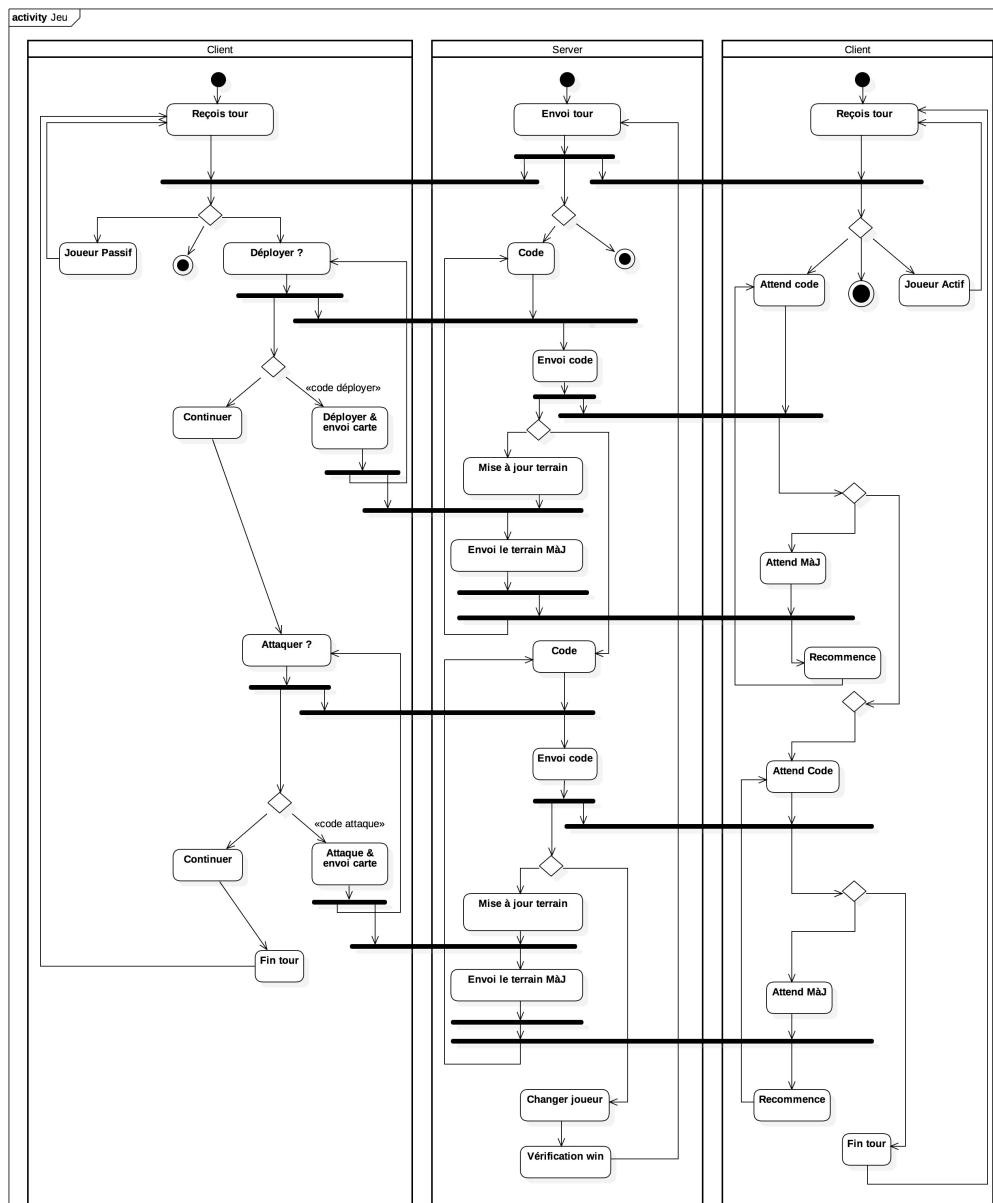 activity Jeu
Client
Server
Client
Reçois tour
Envoi tour
Reçois tour
Joueur Passif
Déployer ?
Code
Attend code
Joueur Actif
Envoi code
«code déployer»
Continuer
Déployer &
envoi carte
Mise à jour terrain
Envoi le terrain MàJ
Attend MàJ
Attaquer ?
Code
Recommence
Envoi code
Attend Code
«code attaque»
Continuer
Attaque &
envoi carte
Mise à jour terrain
Fin tour
Envoi le terrain MàJ
Attend MàJ
Changer joueur
Recommence
Fin tour
Vérification win